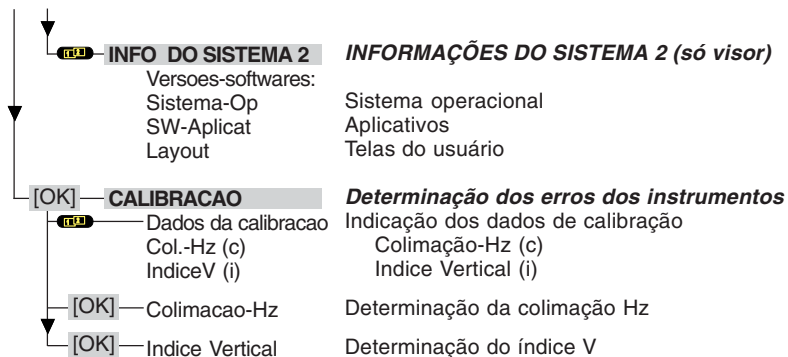 INFO DO SISTEMA 2 INFORMAÇÕES DO SISTEMA 2 (só visor)
Versoes-softwares:
Sistema-Op Sistema operacional
SW-Aplicat Aplicativos
Layout Telas do usuário
[OK] CALIBRACAO Determinação dos erros dos instrumentos
Dados da calibracao Indicação dos dados de calibração
Col.-Hz (c) Colimação-Hz (c)
IndiceV (i) Indice Vertical (i)
[OK] Colimacao-Hz Determinação da colimação Hz
[OK] Indice Vertical Determinação do índice V